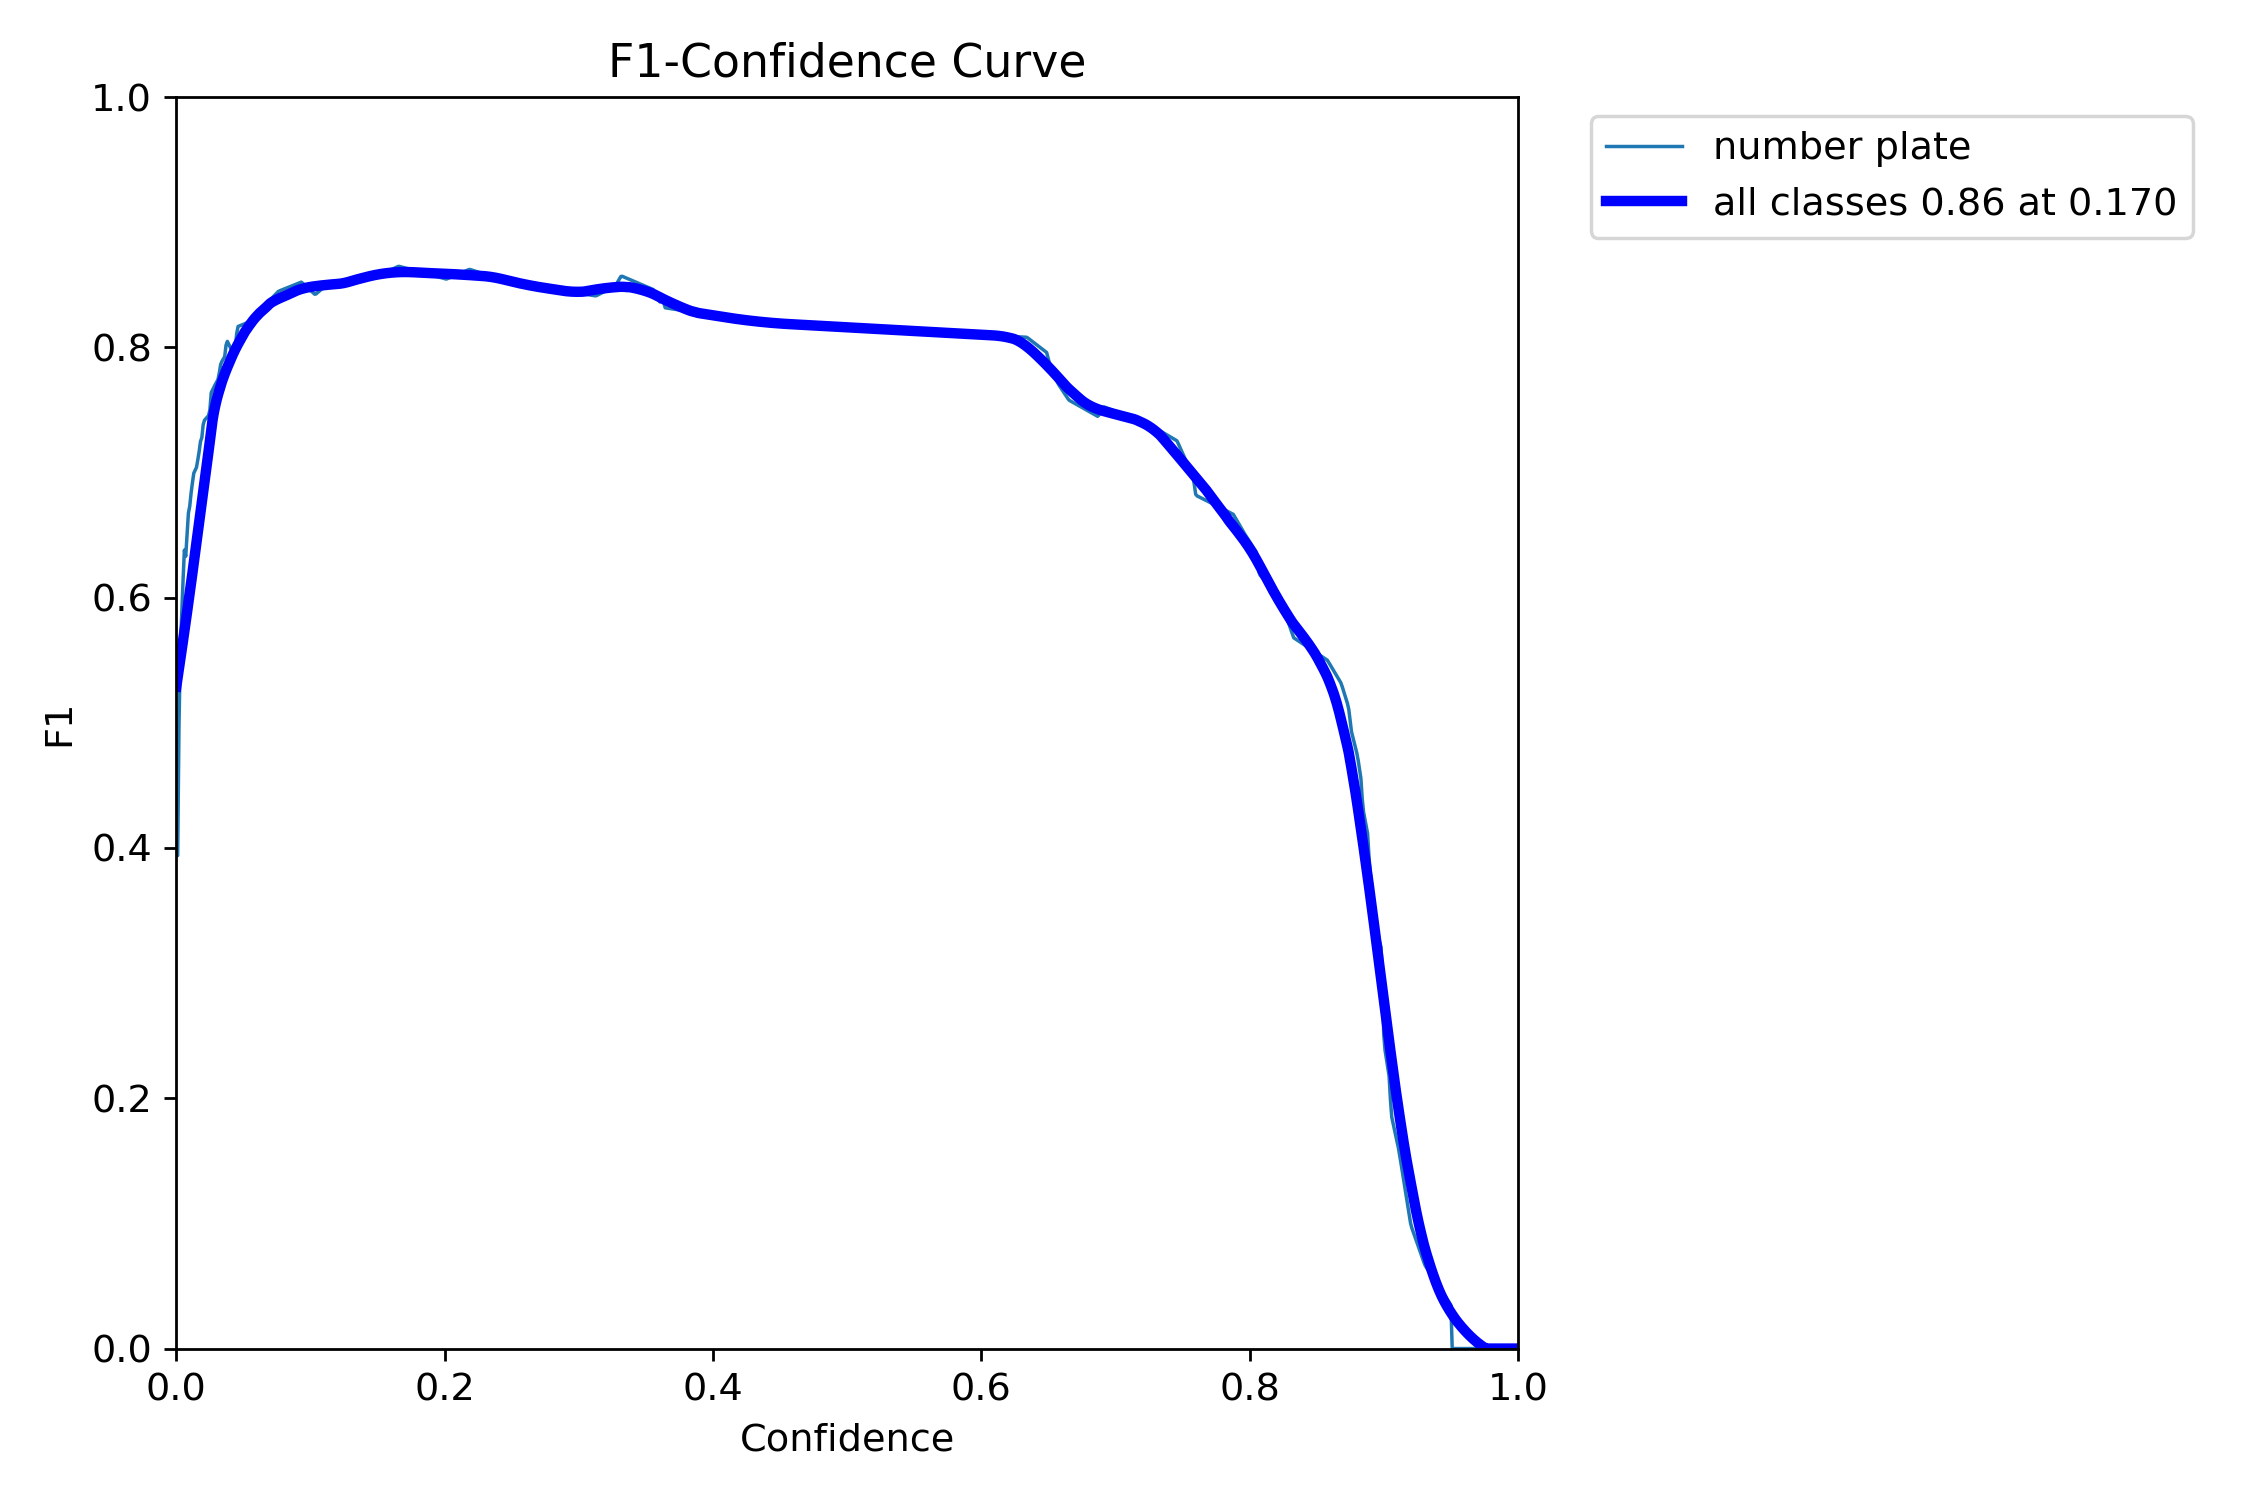 F1-Confidence Curve
number plate
all classes 0.86 at 0.170
1.0
0.8
0.6
0.4
0.2
0.0
F1
0.0 0.2 0.4 0.6 0.8 1.0
Confidence